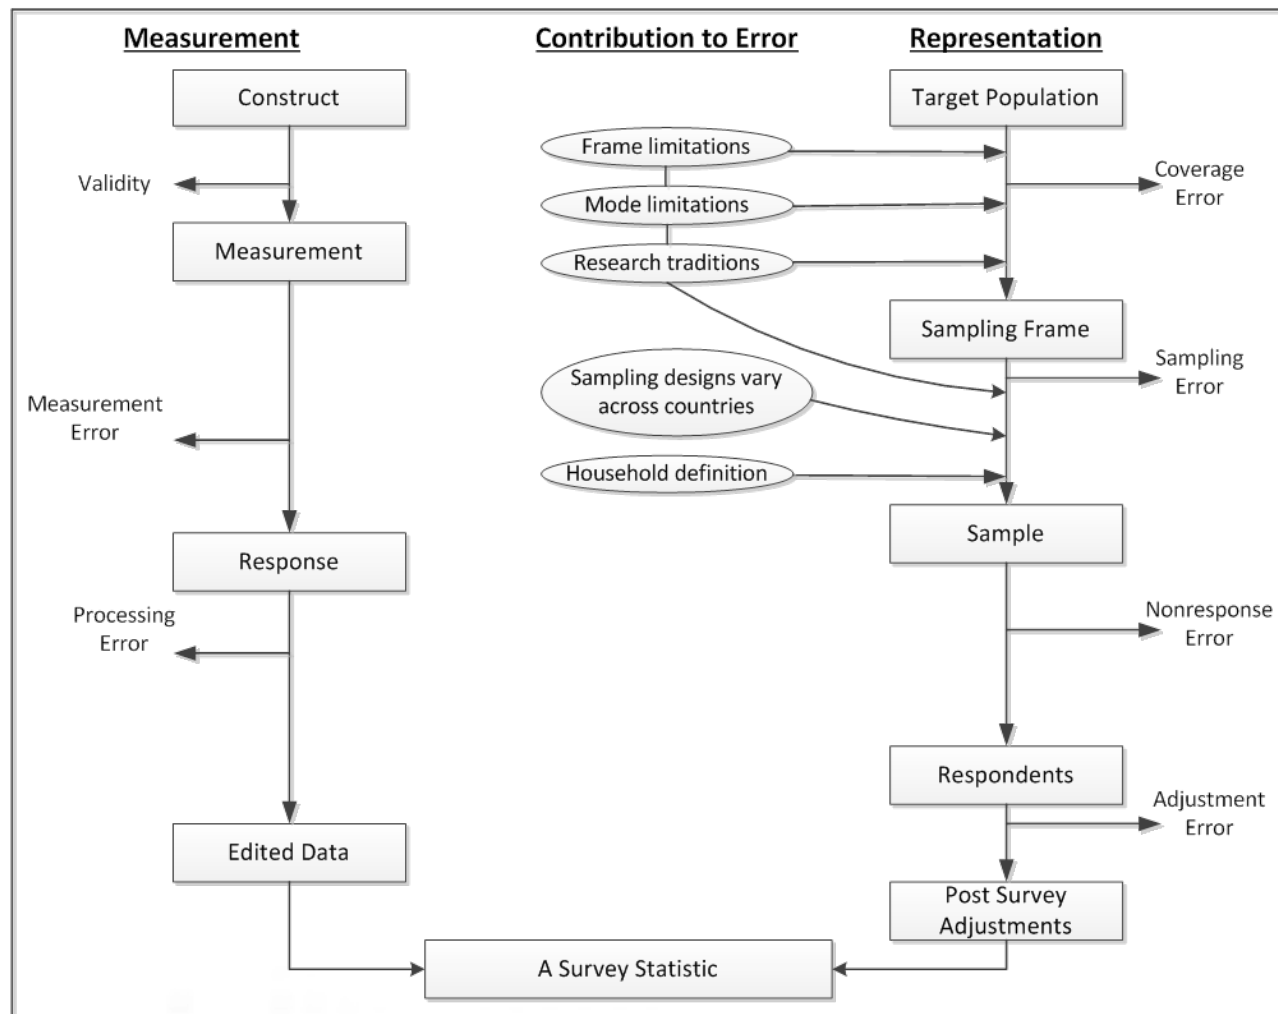 Measurement
Contribution to Error
Representation
Construct
Target Population
Frame limitations
Validity
Coverage
Error
Mode limitations
Measurement
Research traditions
Sampling Frame
Sampling
Error
Sampling designs vary
across countries
Measurement
Error
Household definition
Sample
Response
Processing
Error
Nonresponse
Error
Respondents
Adjustment
Error
Edited Data
Post Survey
Adjustments
A Survey Statistic